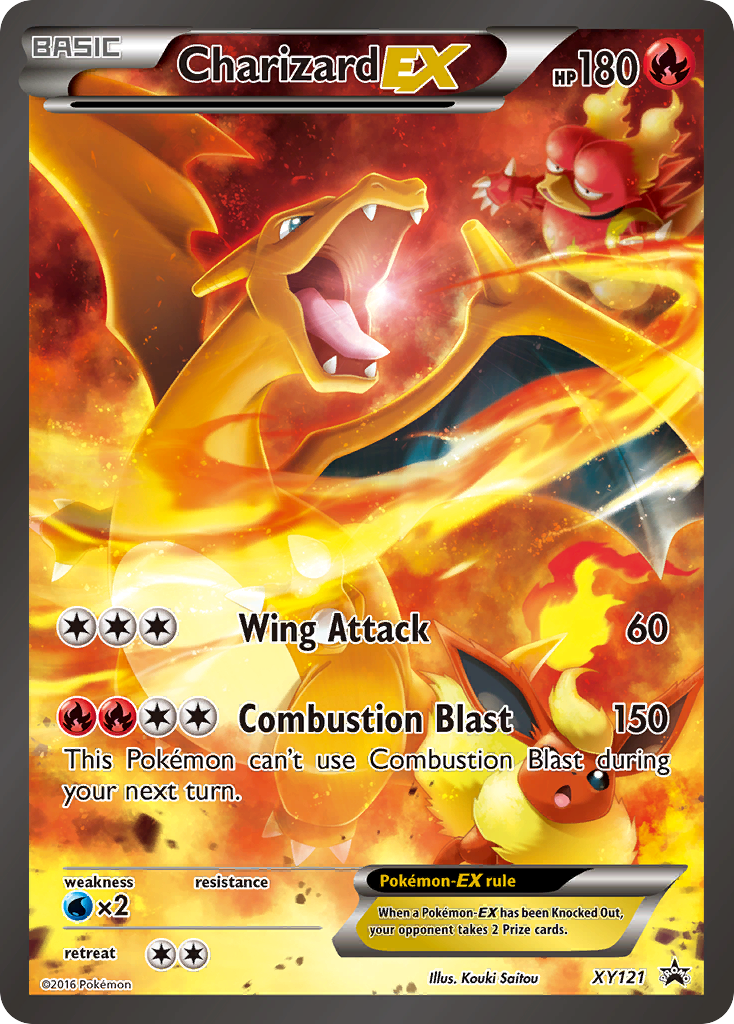 BASIC
Charizard EX
HP180
Wing Attack 60
Combustion Blast 150
This Pokémon can't use Combustion Blast during
your next turn.
weakness resistance
×2
Pokémon-EX rule
When a Pokémon-EX has been Knocked Out,
your opponent takes 2 Prize cards.
retreat
©2016 Pokémon
Illus. Kouki Saitou
XY121
PROMO